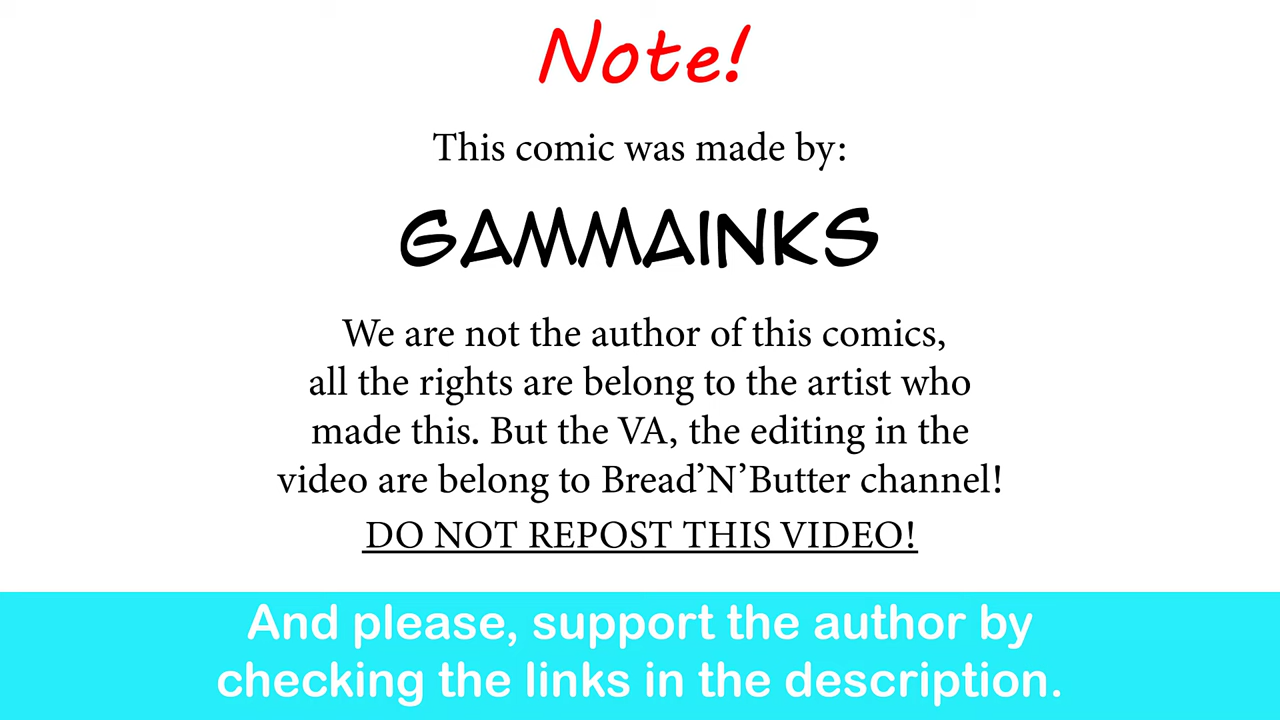 Note!
This comic was made by:
GAMMAINKS
We are not the author of this comics,
all the rights are belong to the artist who
made this. But the VA, the editing in the
video are belong to Bread’N’Butter channel!
DO NOT REPOST THIS VIDEO!
And please, support the author by
checking the links in the description.